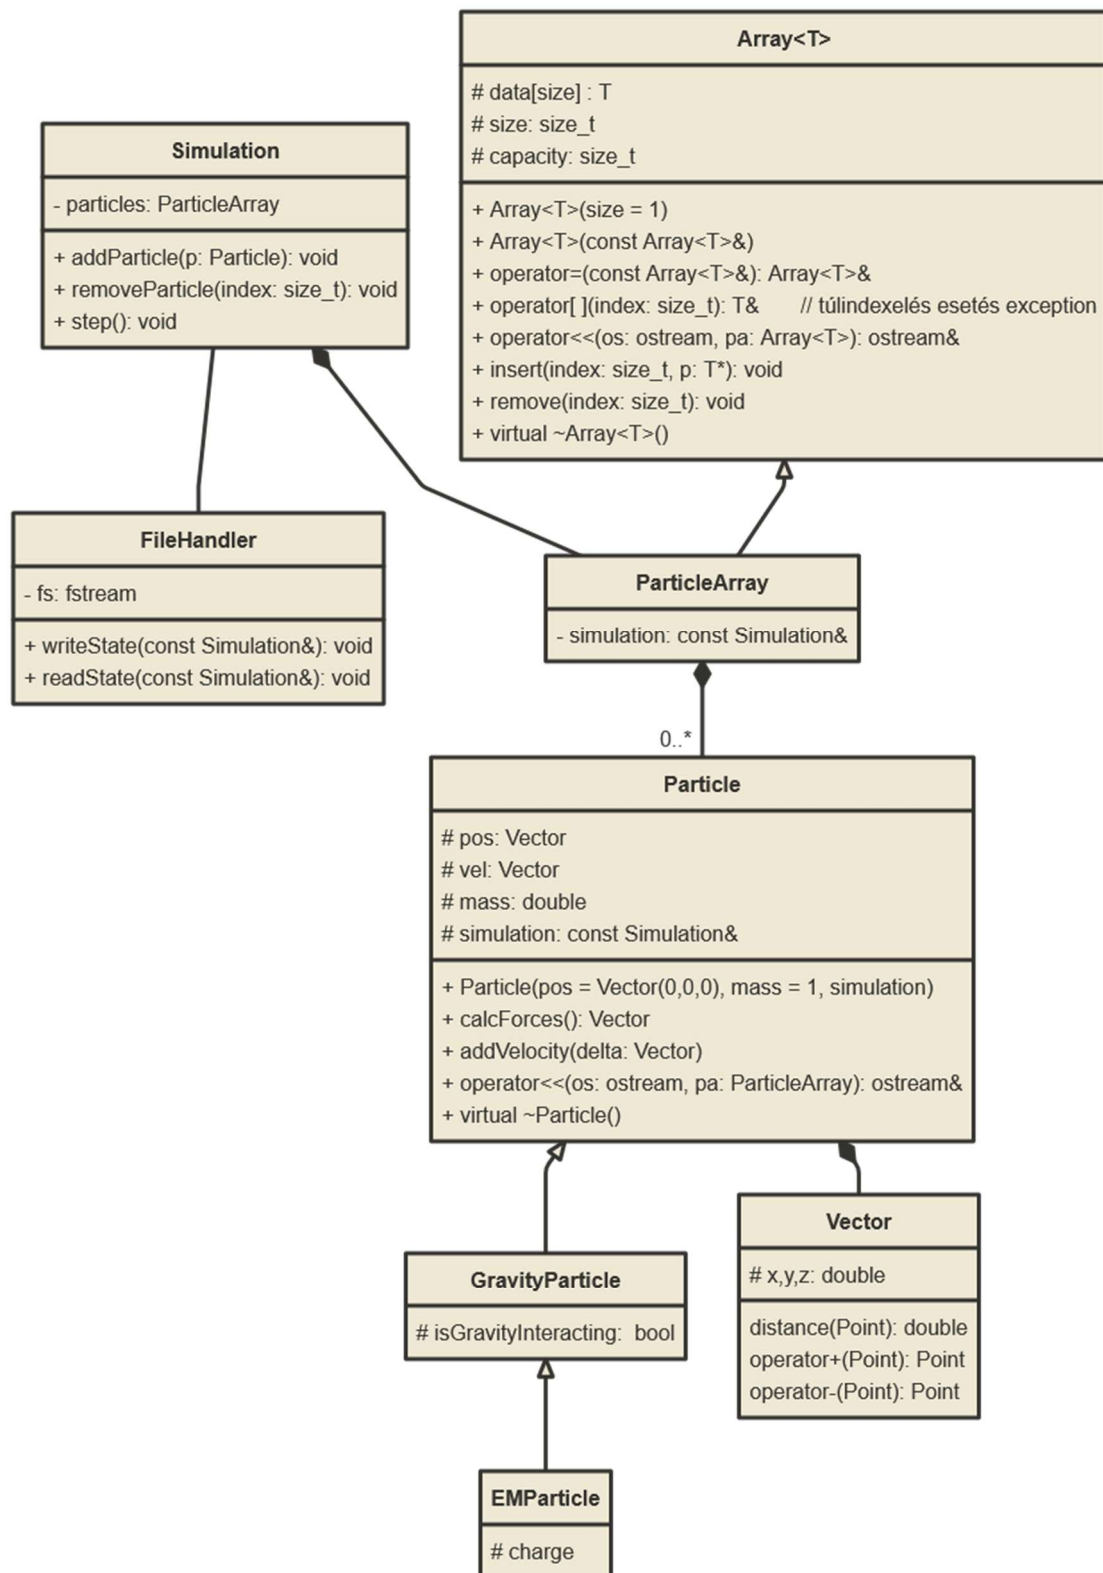 Array<T>
# data[size] : T
# size: size_t
# capacity: size_t
+ Array<T>(size = 1)
+ Array<T>(const Array<T>&)
+ operator=(const Array<T>&): Array<T>&
+ operator[ ](index: size_t): T& // túlindexelés esetés exception
+ operator<<(os: ostream, pa: Array<T>): ostream&
+ insert(index: size_t, p: T*): void
+ remove(index: size_t): void
+ virtual ~Array<T>()
Simulation
- particles: ParticleArray
+ addParticle(p: Particle): void
+ removeParticle(index: size_t): void
+ step(): void
FileHandler
- fs: fstream
+ writeState(const Simulation&): void
+ readState(const Simulation&): void
ParticleArray
- simulation: const Simulation&
0..*
Particle
# pos: Vector
# vel: Vector
# mass: double
# simulation: const Simulation&
+ Particle(pos = Vector(0,0,0), mass = 1, simulation)
+ calcForces(): Vector
+ addVelocity(delta: Vector)
+ operator<<(os: ostream, pa: ParticleArray): ostream&
+ virtual ~Particle()
GravityParticle
# isGravityInteracting: bool
Vector
# x,y,z: double
distance(Point): double
operator+(Point): Point
operator-(Point): Point
EMParticle
# charge